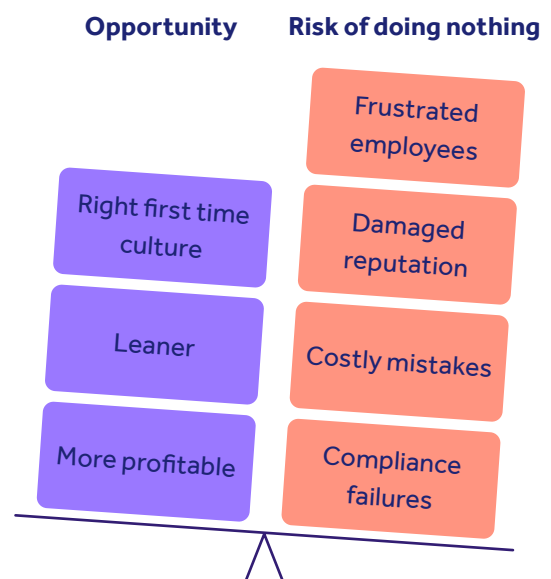 Opportunity
Risk of doing nothing
Frustrated
employees
Right first time
culture
Damaged
reputation
Leaner
Costly mistakes
More profitable
Compliance
failures